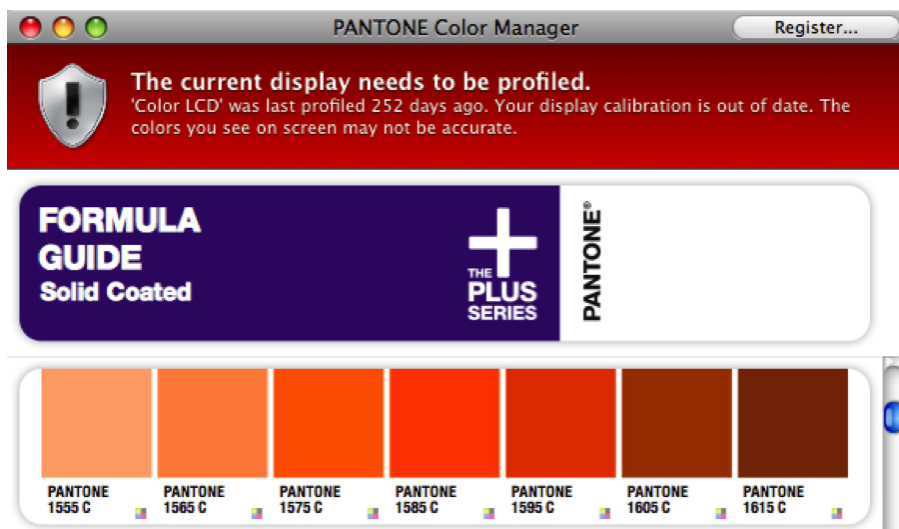 PANTONE Color Manager
Register...
The current display needs to be profiled.
'Color LCD' was last profiled 252 days ago. Your display calibration is out of date. The
colors you see on screen may not be accurate.
FORMULA
GUIDE
Solid Coated
THE
PLUS
SERIES
PANTONE®
PANTONE
1555 C
PANTONE
1565 C
PANTONE
1575 C
PANTONE
1585 C
PANTONE
1595 C
PANTONE
1605 C
PANTONE
1615 C